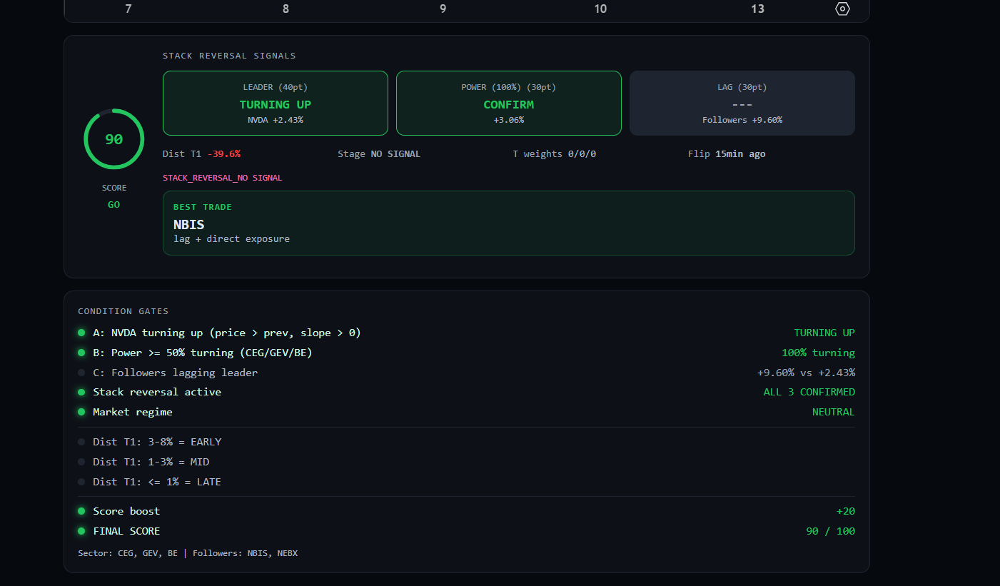 7 8 9 10 13
STACK REVERSAL SIGNALS
LEADER (40pt)
TURNING UP
NVDA +2.43%
POWER (100%) (30pt)
CONFIRM
+3.06%
LAG (30pt)
---
Followers +9.60%
90
SCORE
GO
Dist T1 -39.6% Stage NO SIGNAL T weights 0/0/0 Flip 15min ago
STACK_REVERSAL_NO SIGNAL
BEST TRADE
NBIS
lag + direct exposure
CONDITION GATES
A: NVDA turning up (price > prev, slope > 0) TURNING UP
B: Power >= 50% turning (CEG/GEV/BE) 100% turning
C: Followers lagging leader +9.60% vs +2.43%
Stack reversal active ALL 3 CONFIRMED
Market regime NEUTRAL
Dist T1: 3-8% = EARLY
Dist T1: 1-3% = MID
Dist T1: <= 1% = LATE
Score boost +20
FINAL SCORE 90 / 100
Sector: CEG, GEV, BE | Followers: NBIS, NEBX